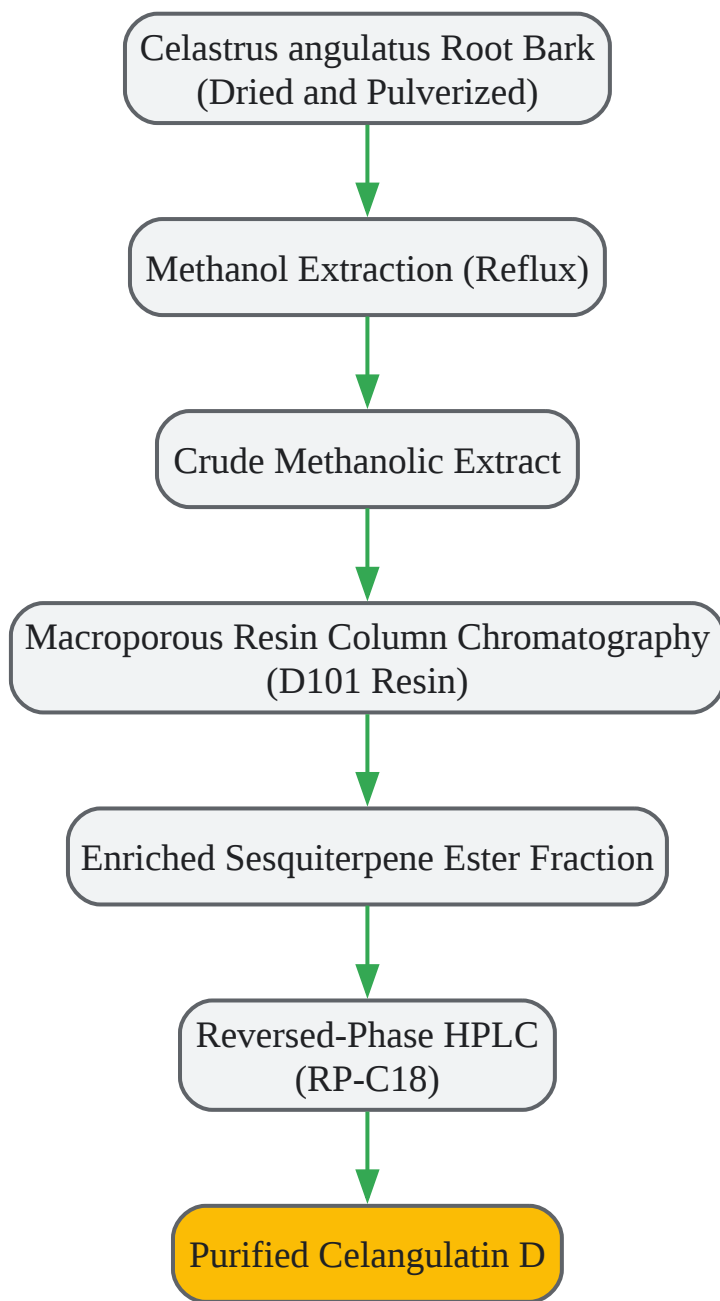 Celastrus angulatus Root Bark
(Dried and Pulverized)
Methanol Extraction (Reflux)
Crude Methanolic Extract
Macroporous Resin Column Chromatography
(D101 Resin)
Enriched Sesquiterpene Ester Fraction
Reversed-Phase HPLC
(RP-C18)
Purified Celangulatin D